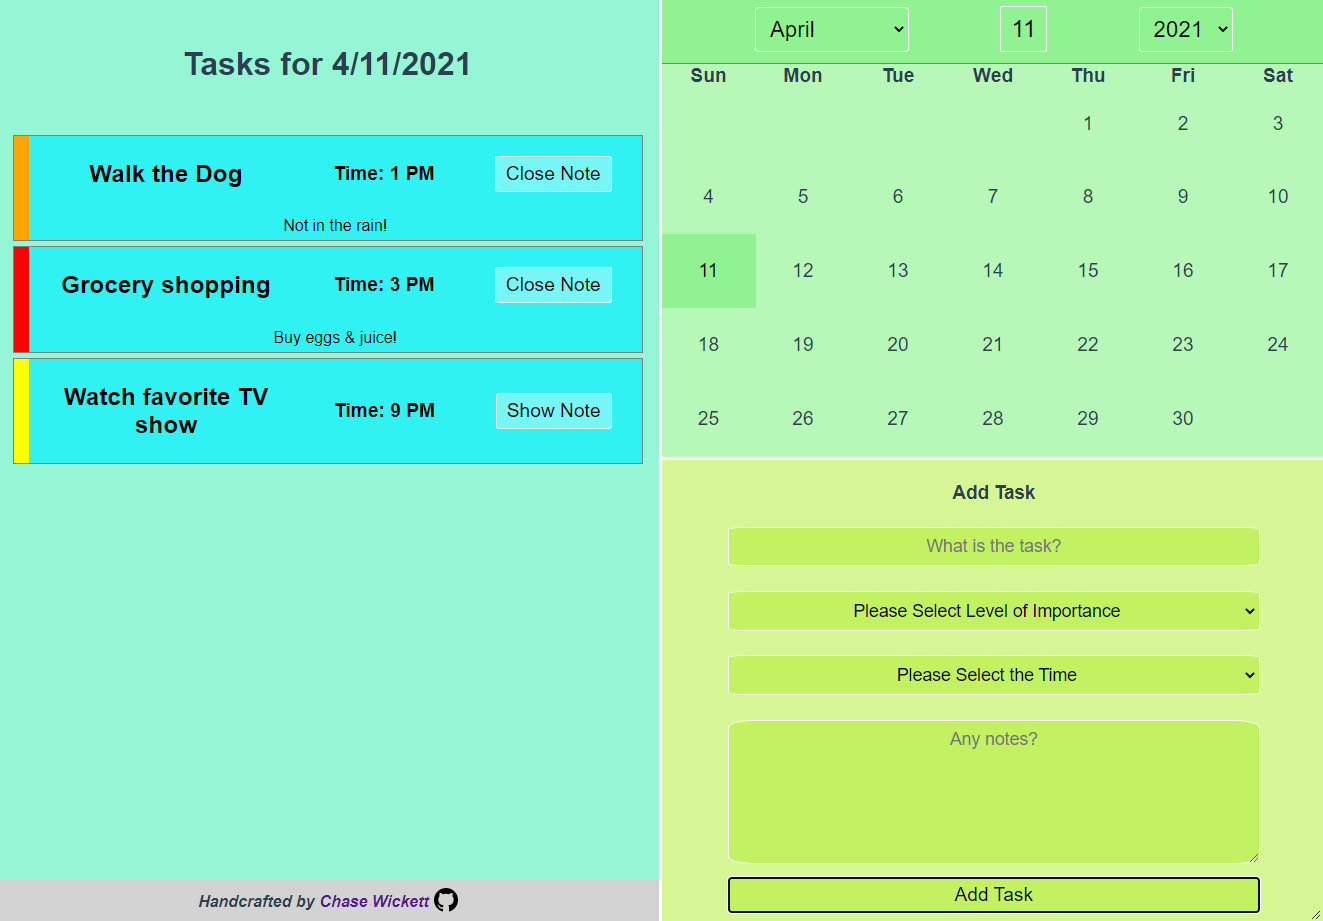 Tasks for 4/11/2021
Walk the Dog
Time: 1 PM
Close Note
Not in the rain!
Grocery shopping
Time: 3 PM
Close Note
Buy eggs & juice!
Watch favorite TV
show
Time: 9 PM
Show Note
Handcrafted by Chase Wickett
April 11 2021
Sun Mon Tue Wed Thu Fri Sat
1 2 3
4 5 6 7 8 9 10
11 12 13 14 15 16 17
18 19 20 21 22 23 24
25 26 27 28 29 30
Add Task
What is the task?
Please Select Level of Importance
Please Select the Time
Any notes?
Add Task